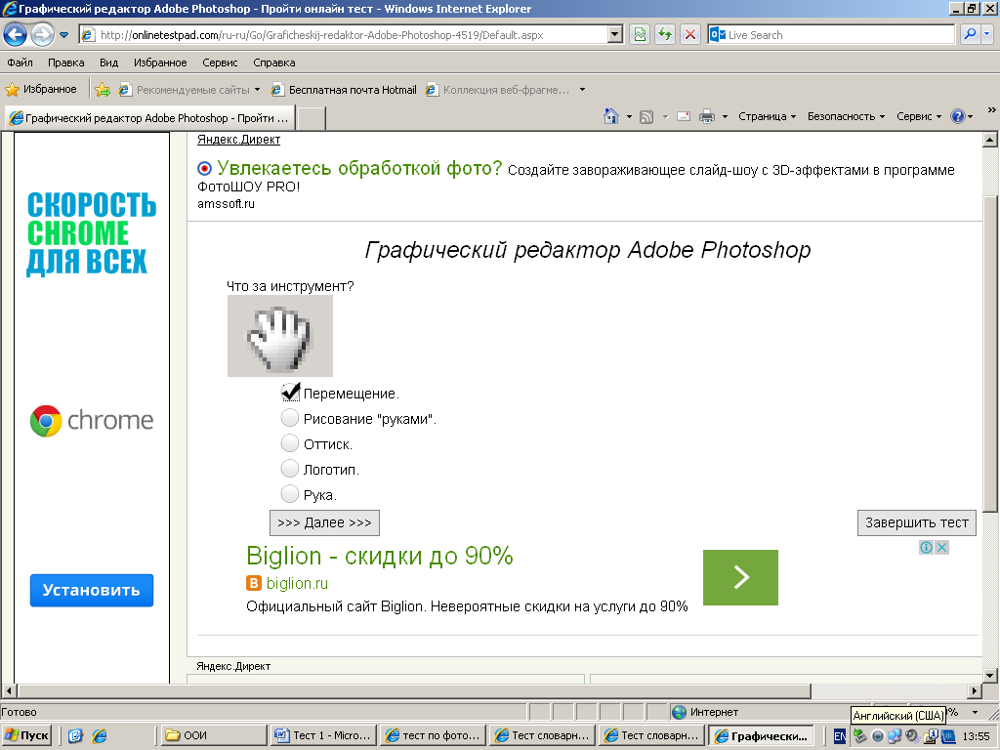 Графический редактор Adobe Photoshop - Пройти онлайн тест - Windows Internet Explorer
http://onlinetestpad.com/ru-ru/Go/Graficheskij-redaktor-Adobe-Photoshop-4519/Default.aspx
Live Search
Файл Правка Вид Избранное Сервис Справка
Избранное Рекомендуемые сайты Бесплатная почта Hotmail Коллекция веб-фрагме...
Графический редактор Adobe Photoshop - Пройти ...
Страница Безопасность Сервис »
Яндекс.Директ
Увлекаетесь обработкой фото? Создайте завораживающее слайд-шоу с 3D-эффектами в программе
ФотоШОУ PRO!
amssoft.ru
СКОРОСТЬ
CHROME
ДЛЯ ВСЕХ
chrome
Установить
Графический редактор Adobe Photoshop
Что за инструмент?
Перемещение.
Рисование "руками".
Оттиск.
Логотип.
Рука.
>>> Далее >>>
Завершить тест
Biglion - скидки до 90%
B biglion.ru
Официальный сайт Biglion. Невероятные скидки на услуги до 90%
Яндекс.Директ
Готово
Интернет
Английский (США)
%
Пуск
ООИ
Тест 1 - Micro...
тест по фото...
Тест словарн...
Тест словарн...
Графически...
EN
13:55